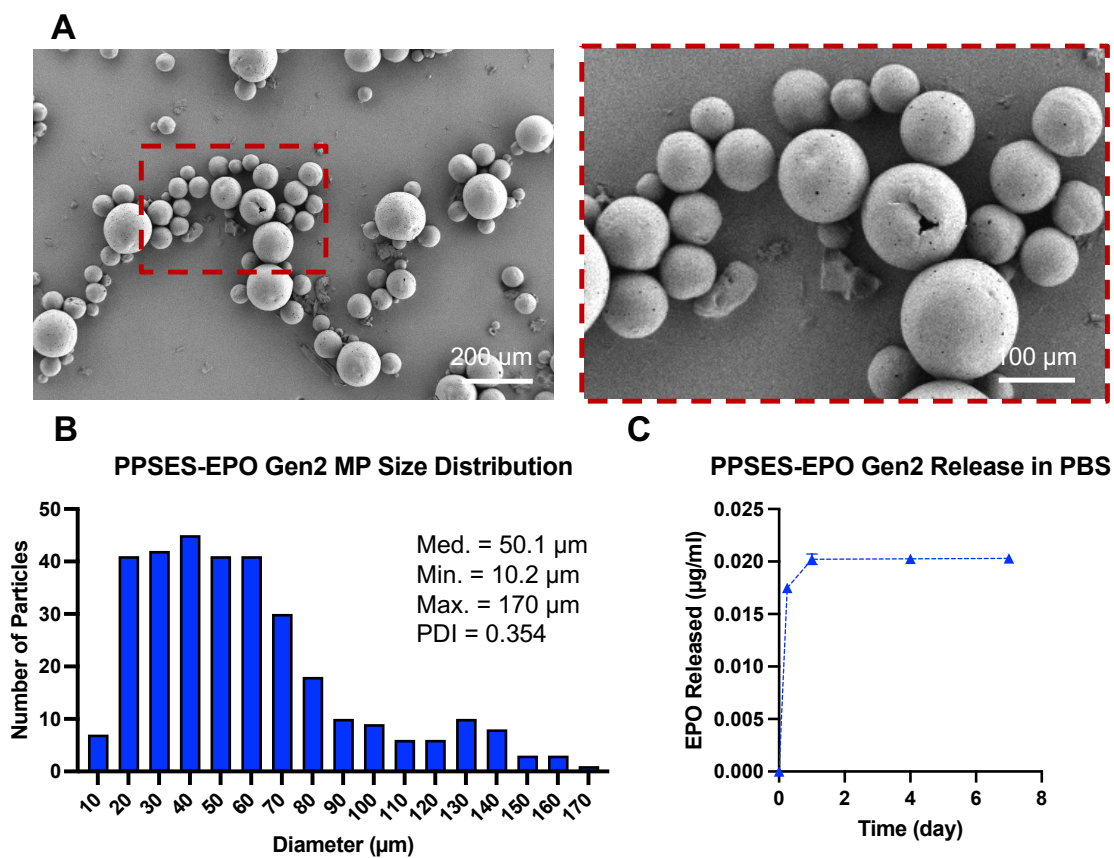 A
200 µm
100 µm
B
PPSES-EPO Gen2 MP Size Distribution
Number of Particles
50
40
30
20
10
0
Med. = 50.1 µm
Min. = 10.2 µm
Max. = 170 µm
PDI = 0.354
10 20 30 40 50 60 70 80 90 100 110 120 130 140 150 160 170
Diameter (µm)
C
PPSES-EPO Gen2 Release in PBS
EPO Released (µg/ml)
0.025
0.020
0.015
0.010
0.005
0.000
0 2 4 6 8
Time (day)